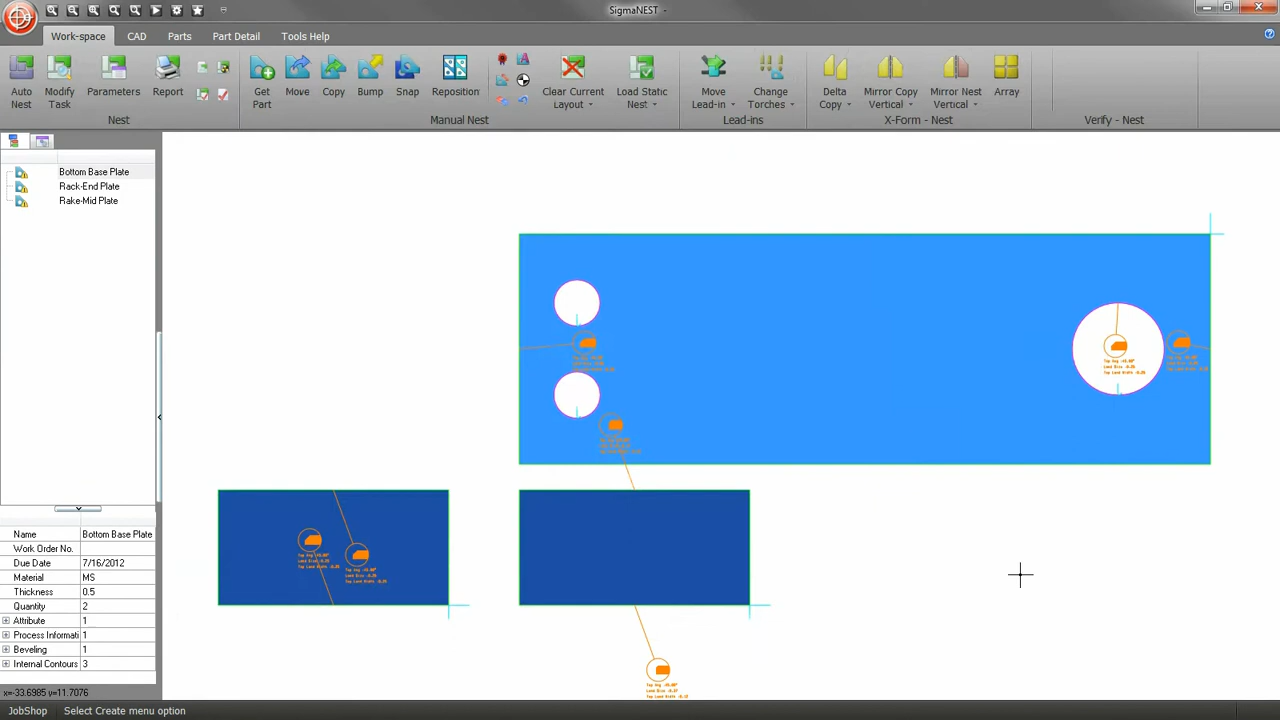 SigmaNEST
Work-space CAD Parts Part Detail Tools Help
Auto Nest
Modify Task
Parameters
Report
Get Part
Move
Copy
Bump
Snap
Reposition
Clear Current Layout
Load Static Nest
Move Lead-in
Change Torches
Delta Copy
Mirror Copy Vertical
Mirror Nest Vertical
Array
Nest
Manual Nest
Lead-ins
X-Form - Nest
Verify - Nest
Bottom Base Plate
Rack-End Plate
Rake-Mid Plate
Name Bottom Base Plate
Work Order No.
Due Date 7/16/2012
Material MS
Thickness 0.5
Quantity 2
Attribute 1
Process Informati 1
Beveling 1
Internal Contours 3
x=-33.6985 y=11.7076
JobShop Select Create menu option